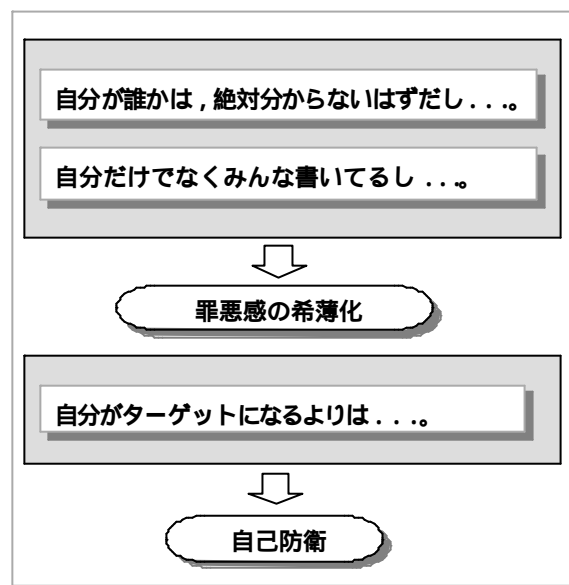 自分が誰かは，絶対分からないはずだし...。
自分だけでなくみんな書いてるし...。
罪悪感の希薄化
自分がターゲットになるよりは...。
自己防衛